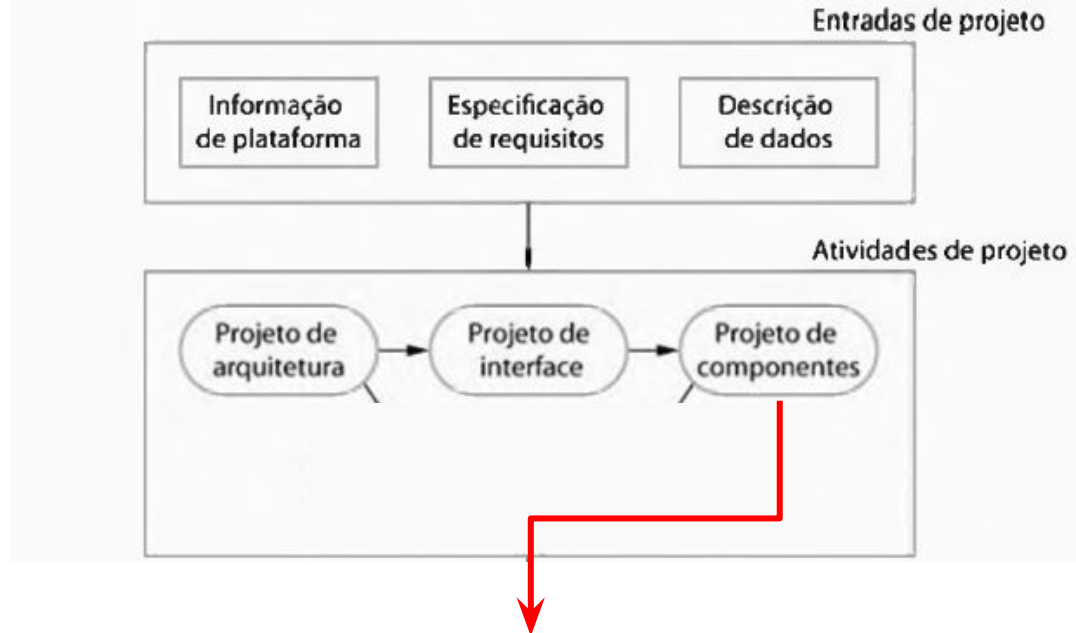 Entradas de projeto
Informação
de plataforma
Especificação
de requisitos
Descrição
de dados
Atividades de projeto
Projeto de
arquitetura
Projeto de
interface
Projeto de
componentes